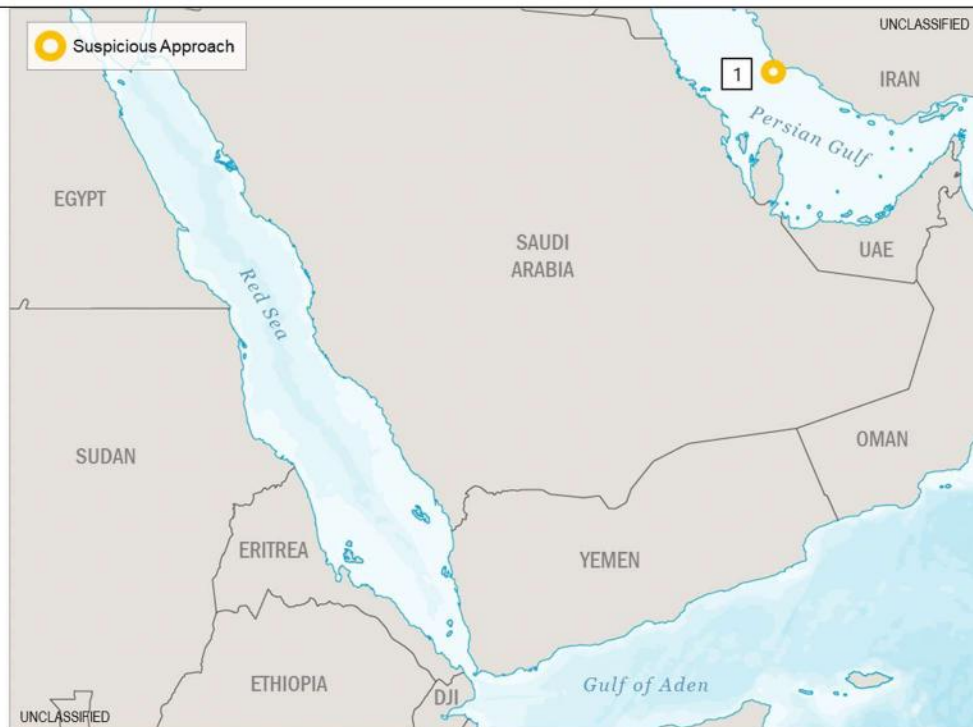 UNCLASSIFIED
Suspicious Approach
1
IRAN
Persian Gulf
EGYPT
SAUDI
ARABIA
UAE
Red Sea
SUDAN
OMAN
ERITREA
YEMEN
ETHIOPIA
DJI
Gulf of Aden
UNCLASSIFIED